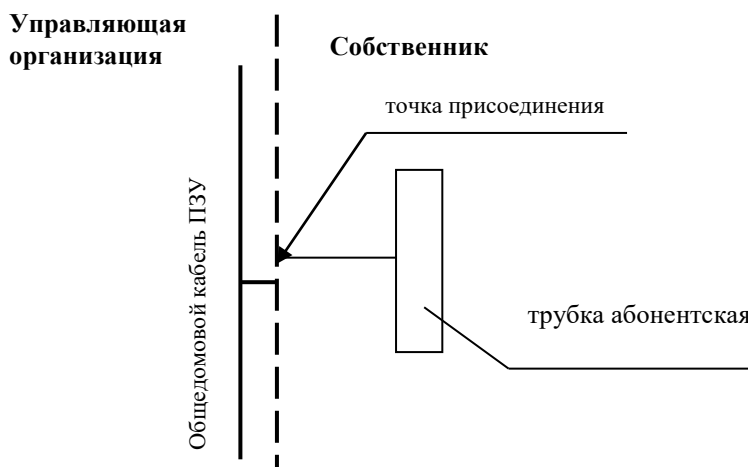 Управляющая
организация
Собственник
точка присоединения
Общедомовой кабель ПЗУ
трубка абонентская